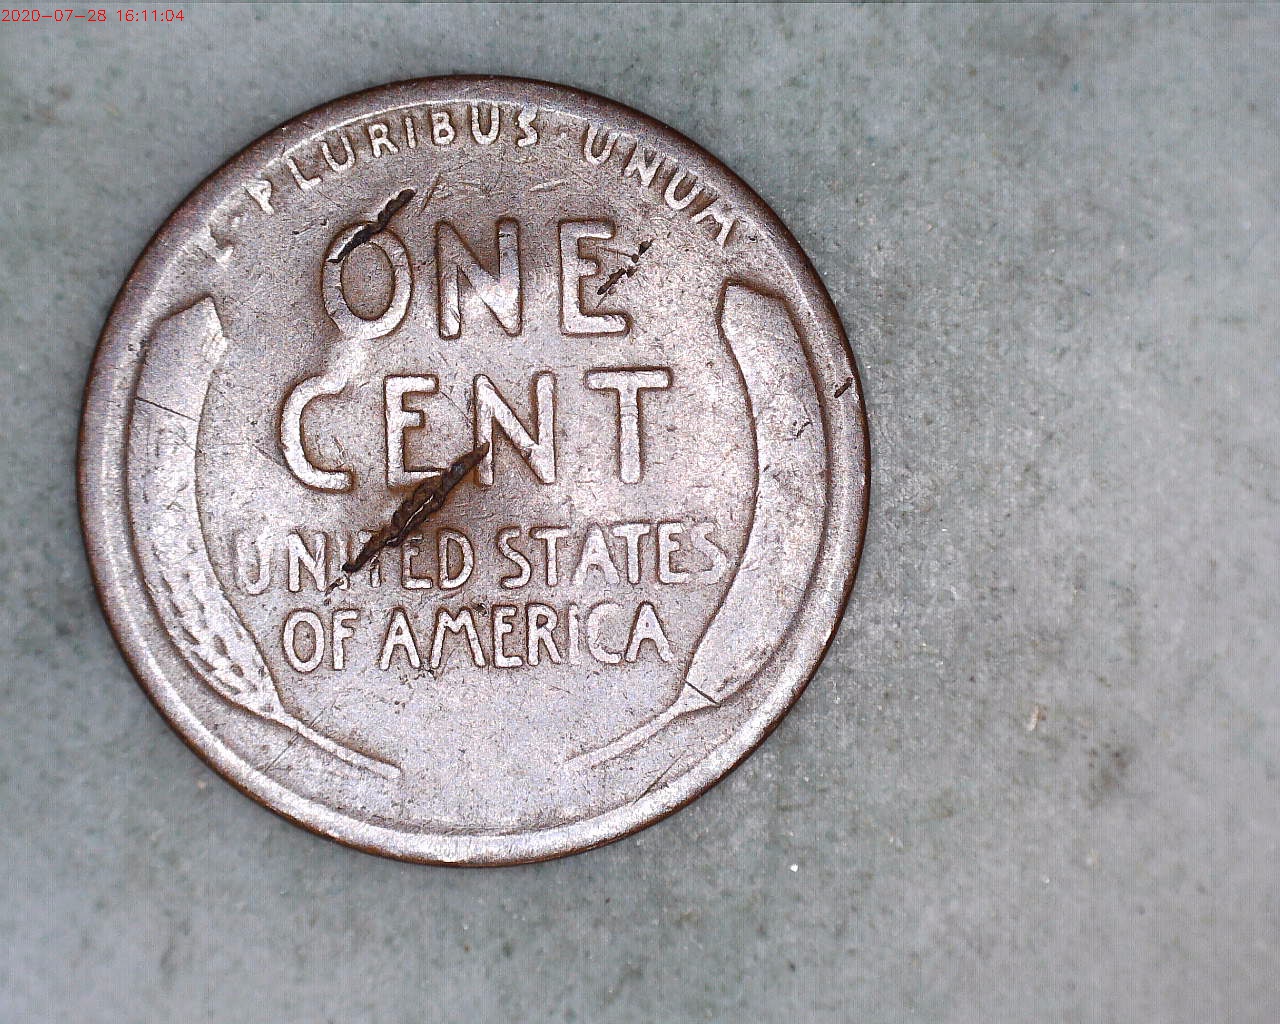 2020-07-28 16:11:04
E PLURIBUS UNUM
ONE
CENT
UNITED STATES
OF AMERICA